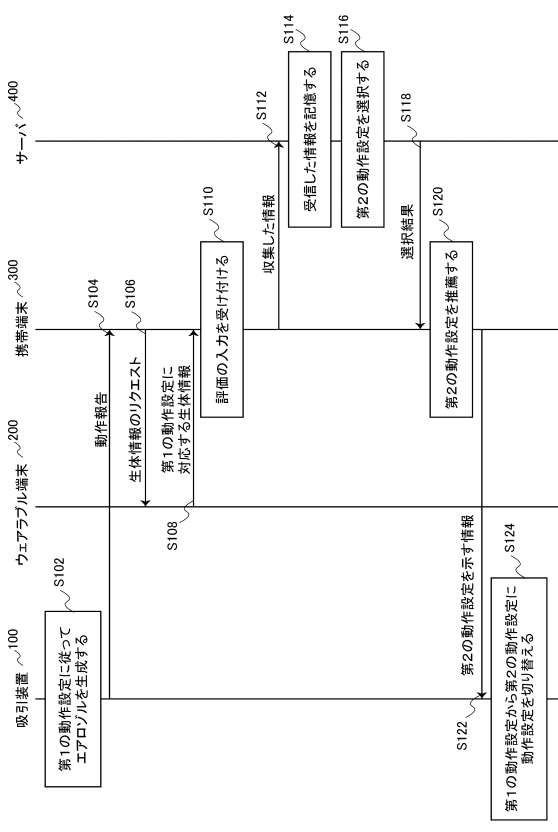 吸引装置 100
ウェアラブル端末 200
携帯端末 300
サーバ 400
S102
第1の動作設定に従って
エアロゾルを生成する
動作報告
S104
生体情報のリクエスト
S106
第1の動作設定に
対応する生体情報
S108
S110
評価の入力を受け付ける
収集した情報
S112
S114
受信した情報を記憶する
S116
第2の動作設定を選択する
選択結果
S118
S120
第2の動作設定を推薦する
第2の動作設定を示す情報
S122
S124
第1の動作設定から第2の動作設定に
動作設定を切り替える